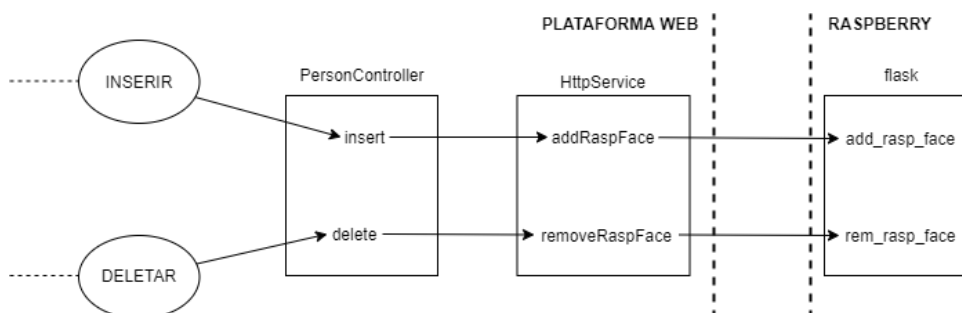 PLATAFORMA WEB
RASPBERRY
INSERIR
PersonController
HttpService
flask
insert
addRaspFace
add_rasp_face
delete
removeRaspFace
rem_rasp_face
DELETAR